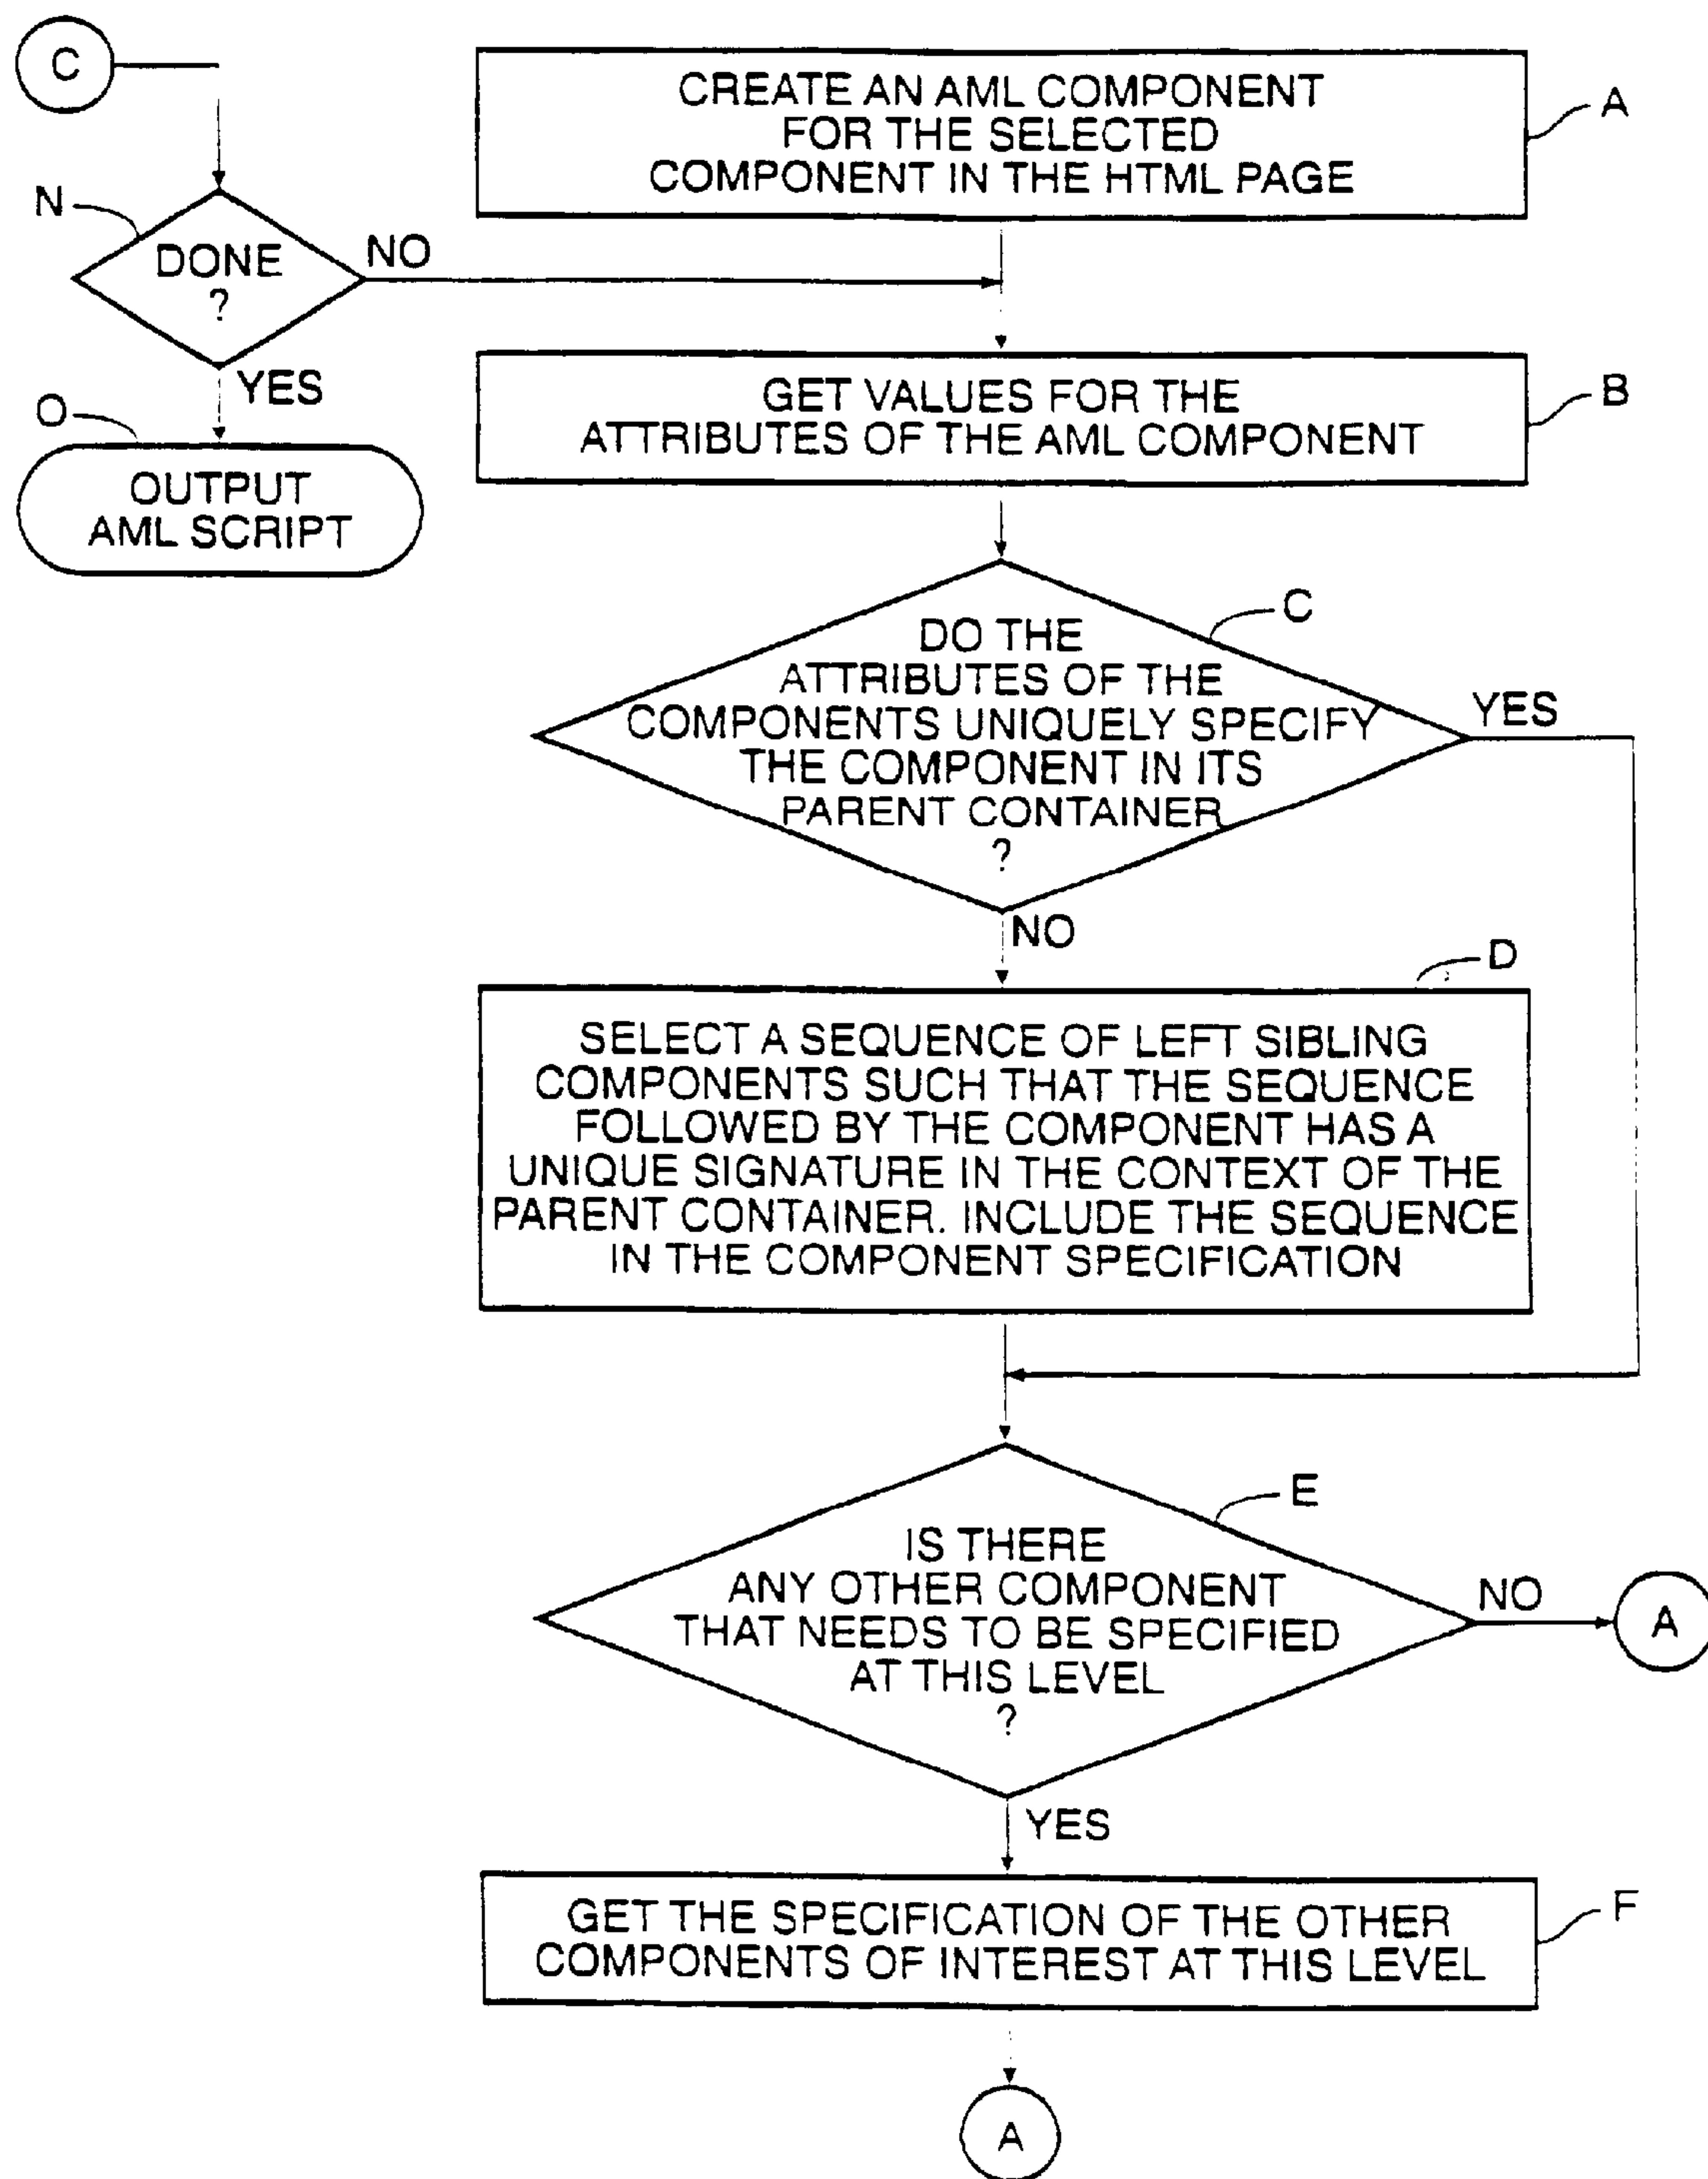 C
CREATE AN AML COMPONENT
FOR THE SELECTED
COMPONENT IN THE HTML PAGE
A
N
DONE
?
NO
YES
O
OUTPUT
AML SCRIPT
GET VALUES FOR THE
ATTRIBUTES OF THE AML COMPONENT
B
C
DO THE
ATTRIBUTES OF THE
COMPONENTS UNIQUELY SPECIFY
THE COMPONENT IN ITS
PARENT CONTAINER
?
YES
NO
D
SELECT A SEQUENCE OF LEFT SIBLING
COMPONENTS SUCH THAT THE SEQUENCE
FOLLOWED BY THE COMPONENT HAS A
UNIQUE SIGNATURE IN THE CONTEXT OF THE
PARENT CONTAINER. INCLUDE THE SEQUENCE
IN THE COMPONENT SPECIFICATION
E
IS THERE
ANY OTHER COMPONENT
THAT NEEDS TO BE SPECIFIED
AT THIS LEVEL
?
NO
A
YES
GET THE SPECIFICATION OF THE OTHER
COMPONENTS OF INTEREST AT THIS LEVEL
F
A